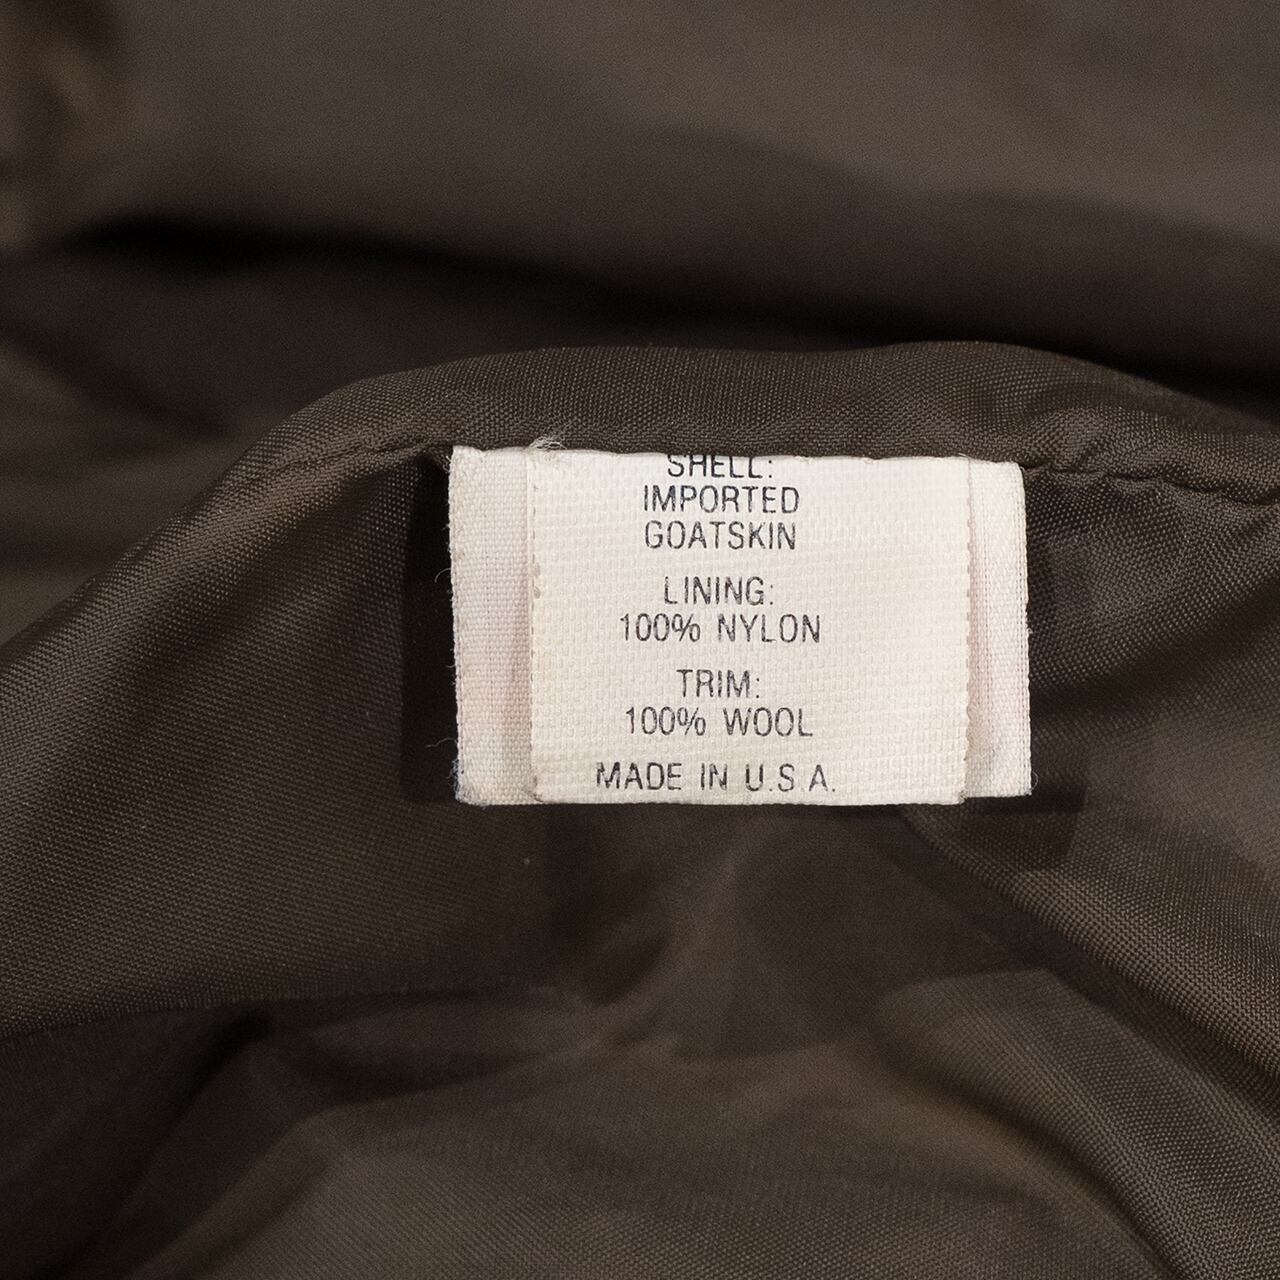 SHELL:
IMPORTED
GOATSKIN
LINING:
100% NYLON
TRIM:
100% WOOL
MADE IN U.S.A.